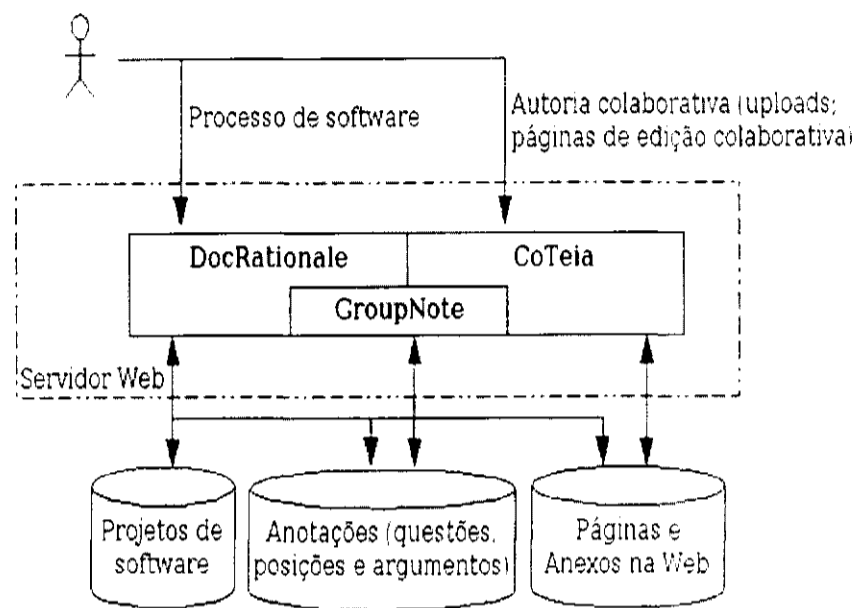 Processo de software
Autoria colaborativa (uploads;
páginas de edição colaborativa)
DocRationale
CoTeia
GroupNote
Servidor Web
Projetos de
software
Anotações (questões,
posições e argumentos)
Páginas e
Anexos na Web